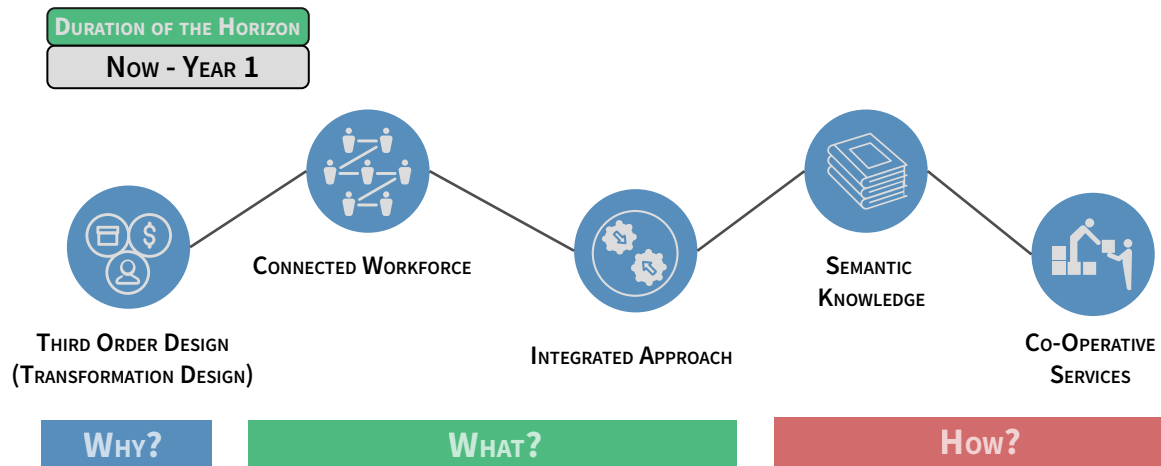 Duration of the Horizon
Now - Year 1
Connected Workforce
Semantic
Knowledge
Third Order Design
(Transformation Design)
Integrated Approach
Co-Operative
Services
Why?
What?
How?